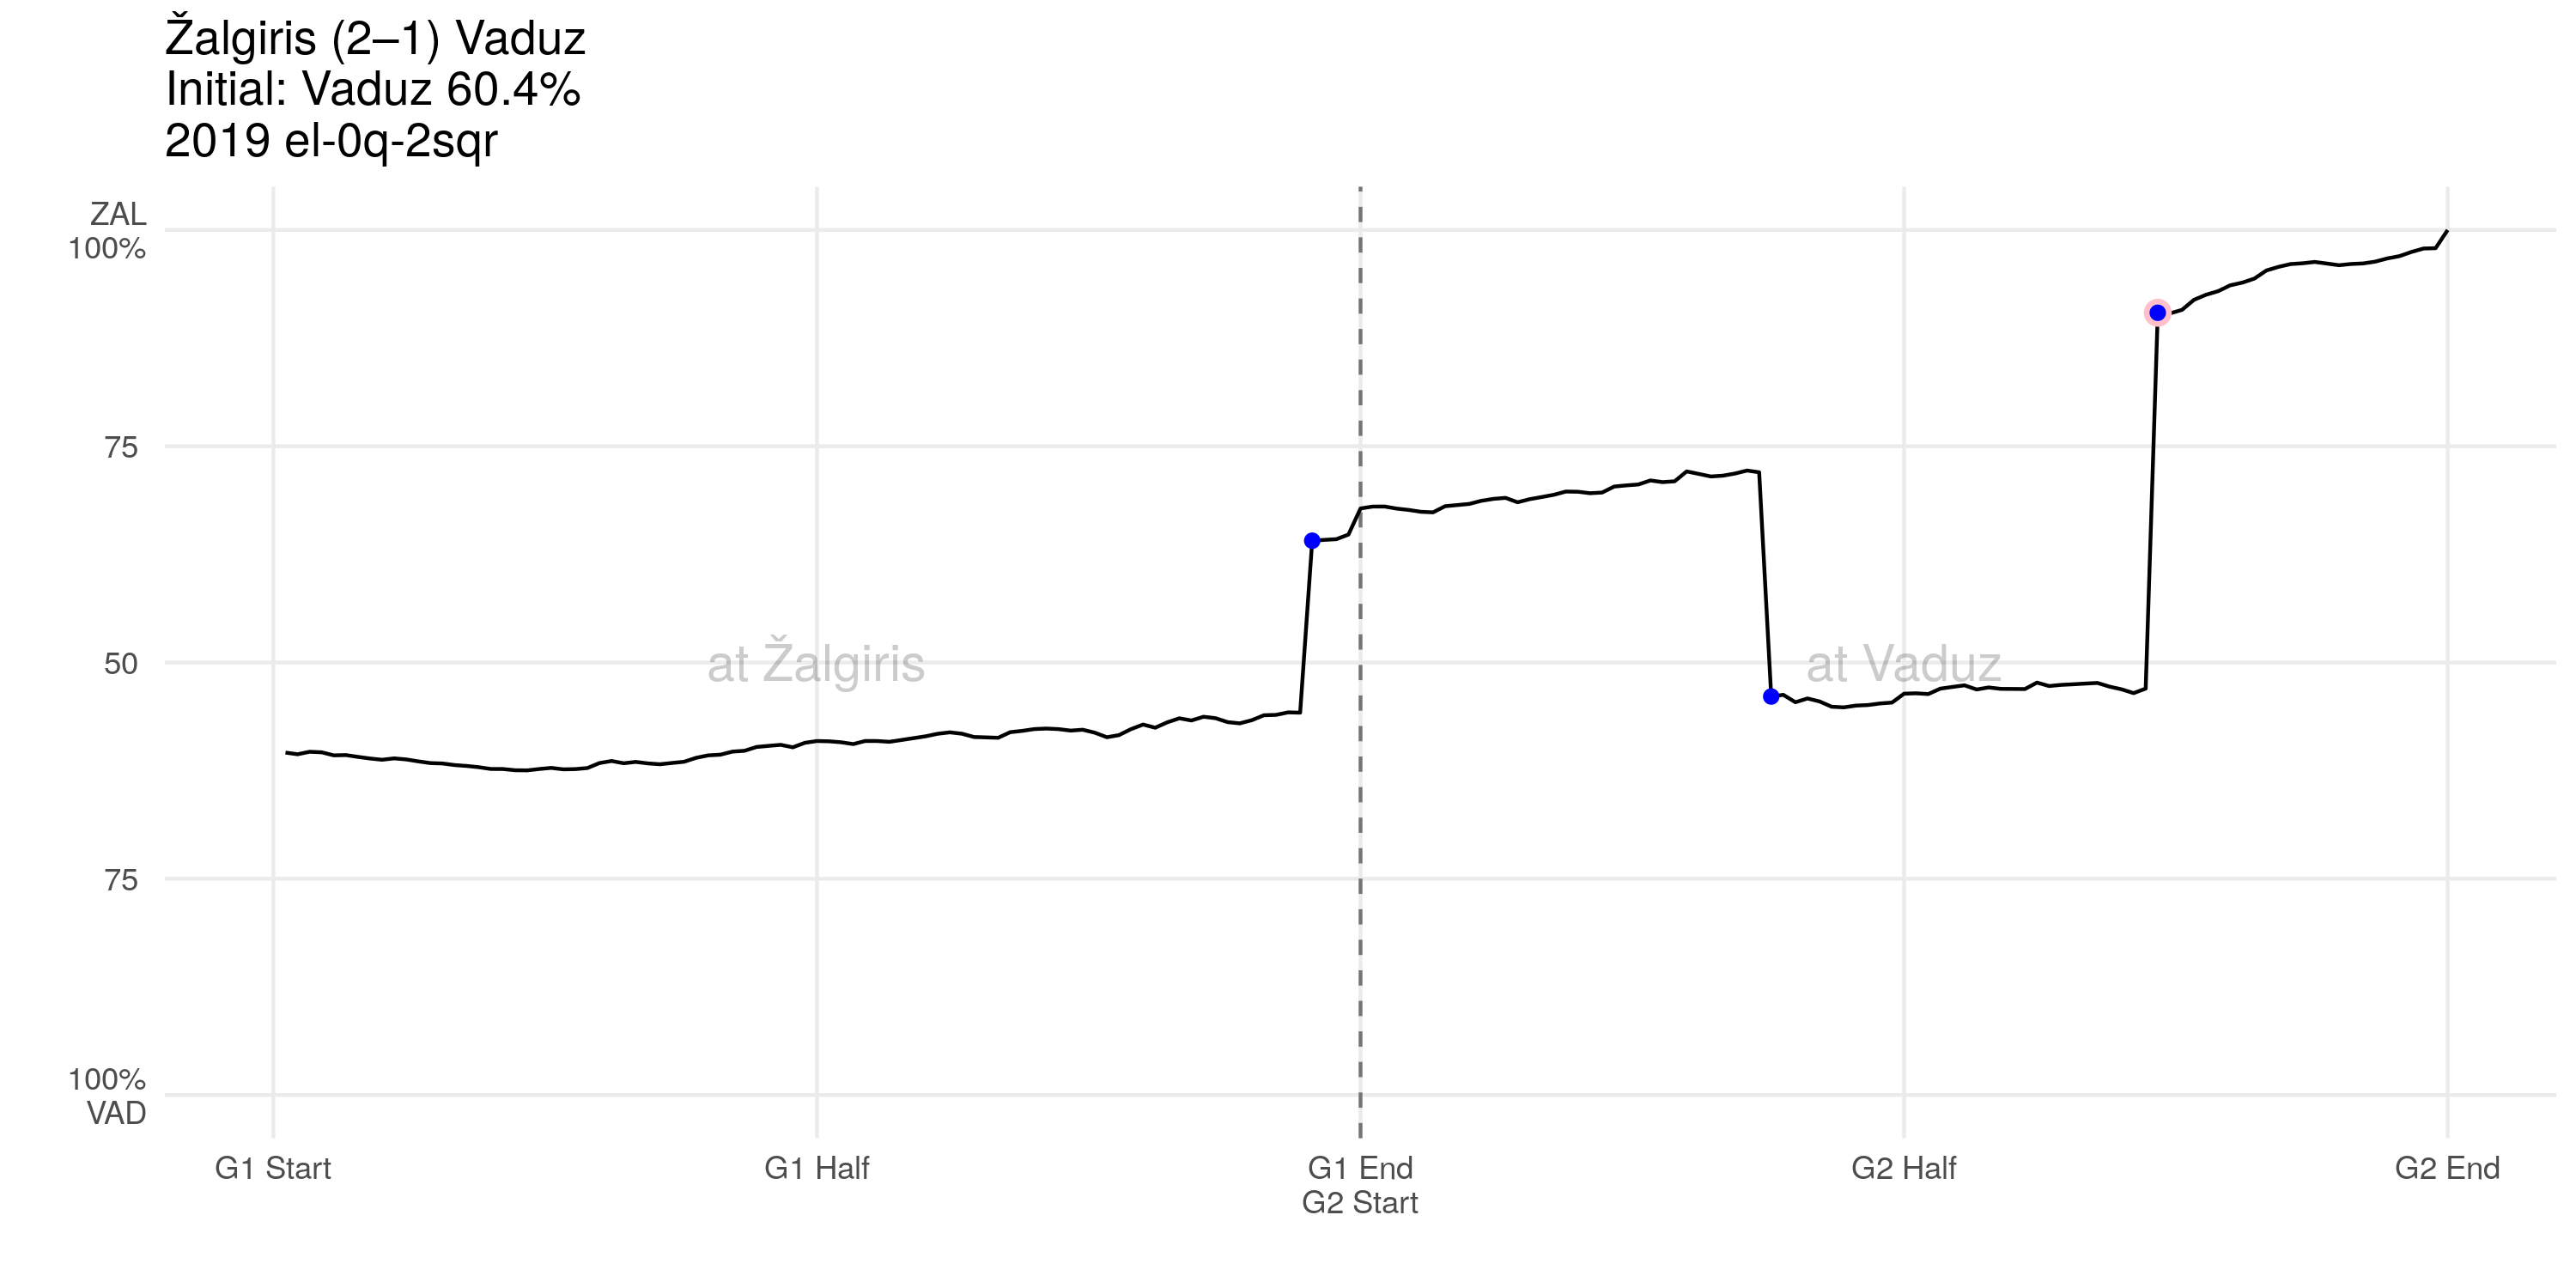 Žalgiris (2–1) Vaduz
Initial: Vaduz 60.4%
2019 el-0q-2sqr
ZAL
100%
75
50
75
100%
VAD
at Žalgiris
at Vaduz
G1 Start
G1 Half
G1 End
G2 Start
G2 Half
G2 End